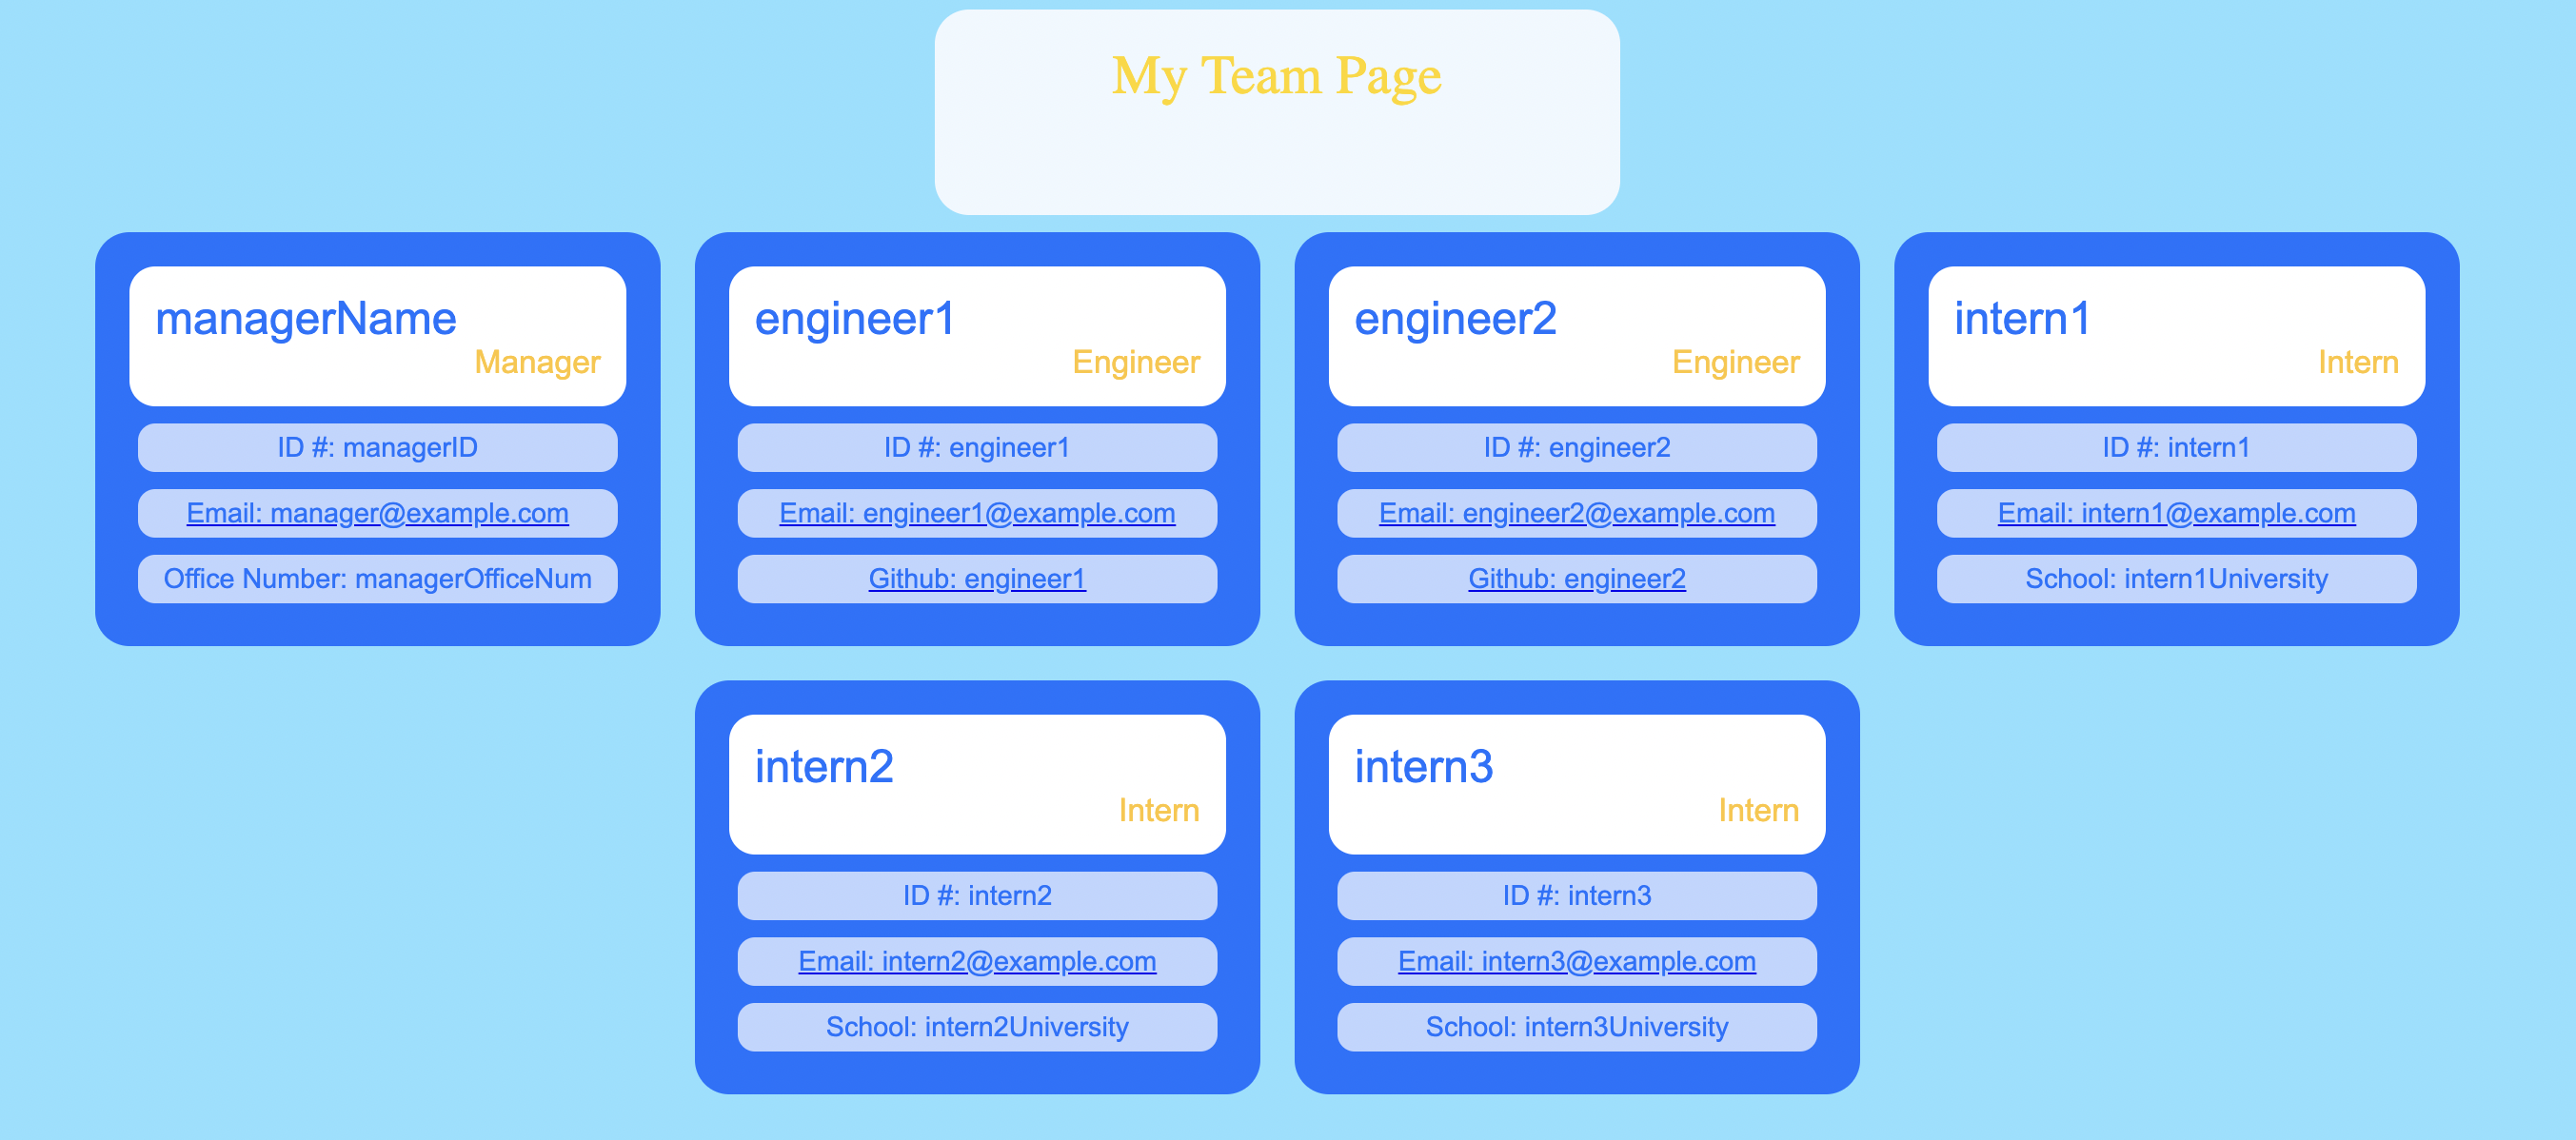 My Team Page
managerName
Manager
ID #: managerID
Email: manager@example.com
Office Number: managerOfficeNum
engineer1
Engineer
ID #: engineer1
Email: engineer1@example.com
Github: engineer1
engineer2
Engineer
ID #: engineer2
Email: engineer2@example.com
Github: engineer2
intern1
Intern
ID #: intern1
Email: intern1@example.com
School: intern1University
intern2
Intern
ID #: intern2
Email: intern2@example.com
School: intern2University
intern3
Intern
ID #: intern3
Email: intern3@example.com
School: intern3University